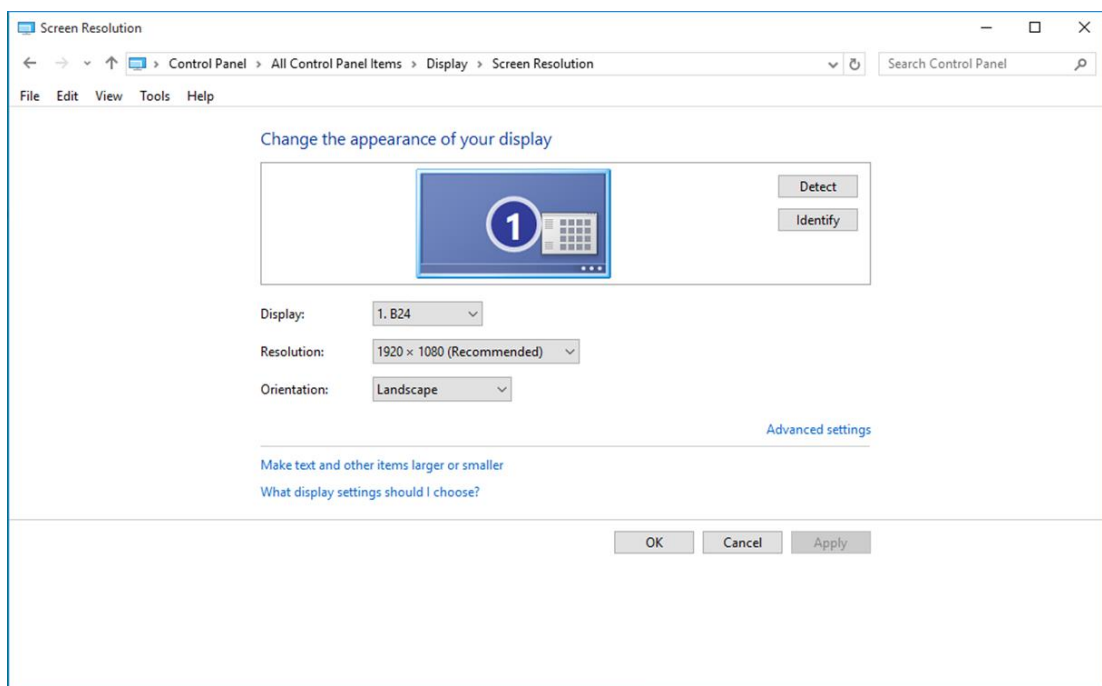 Screen Resolution
Control Panel > All Control Panel Items > Display > Screen Resolution
Search Control Panel
File Edit View Tools Help
Change the appearance of your display
1
Detect
Identify
Display: 1. B24
Resolution: 1920 × 1080 (Recommended)
Orientation: Landscape
Advanced settings
Make text and other items larger or smaller
What display settings should I choose?
OK Cancel Apply